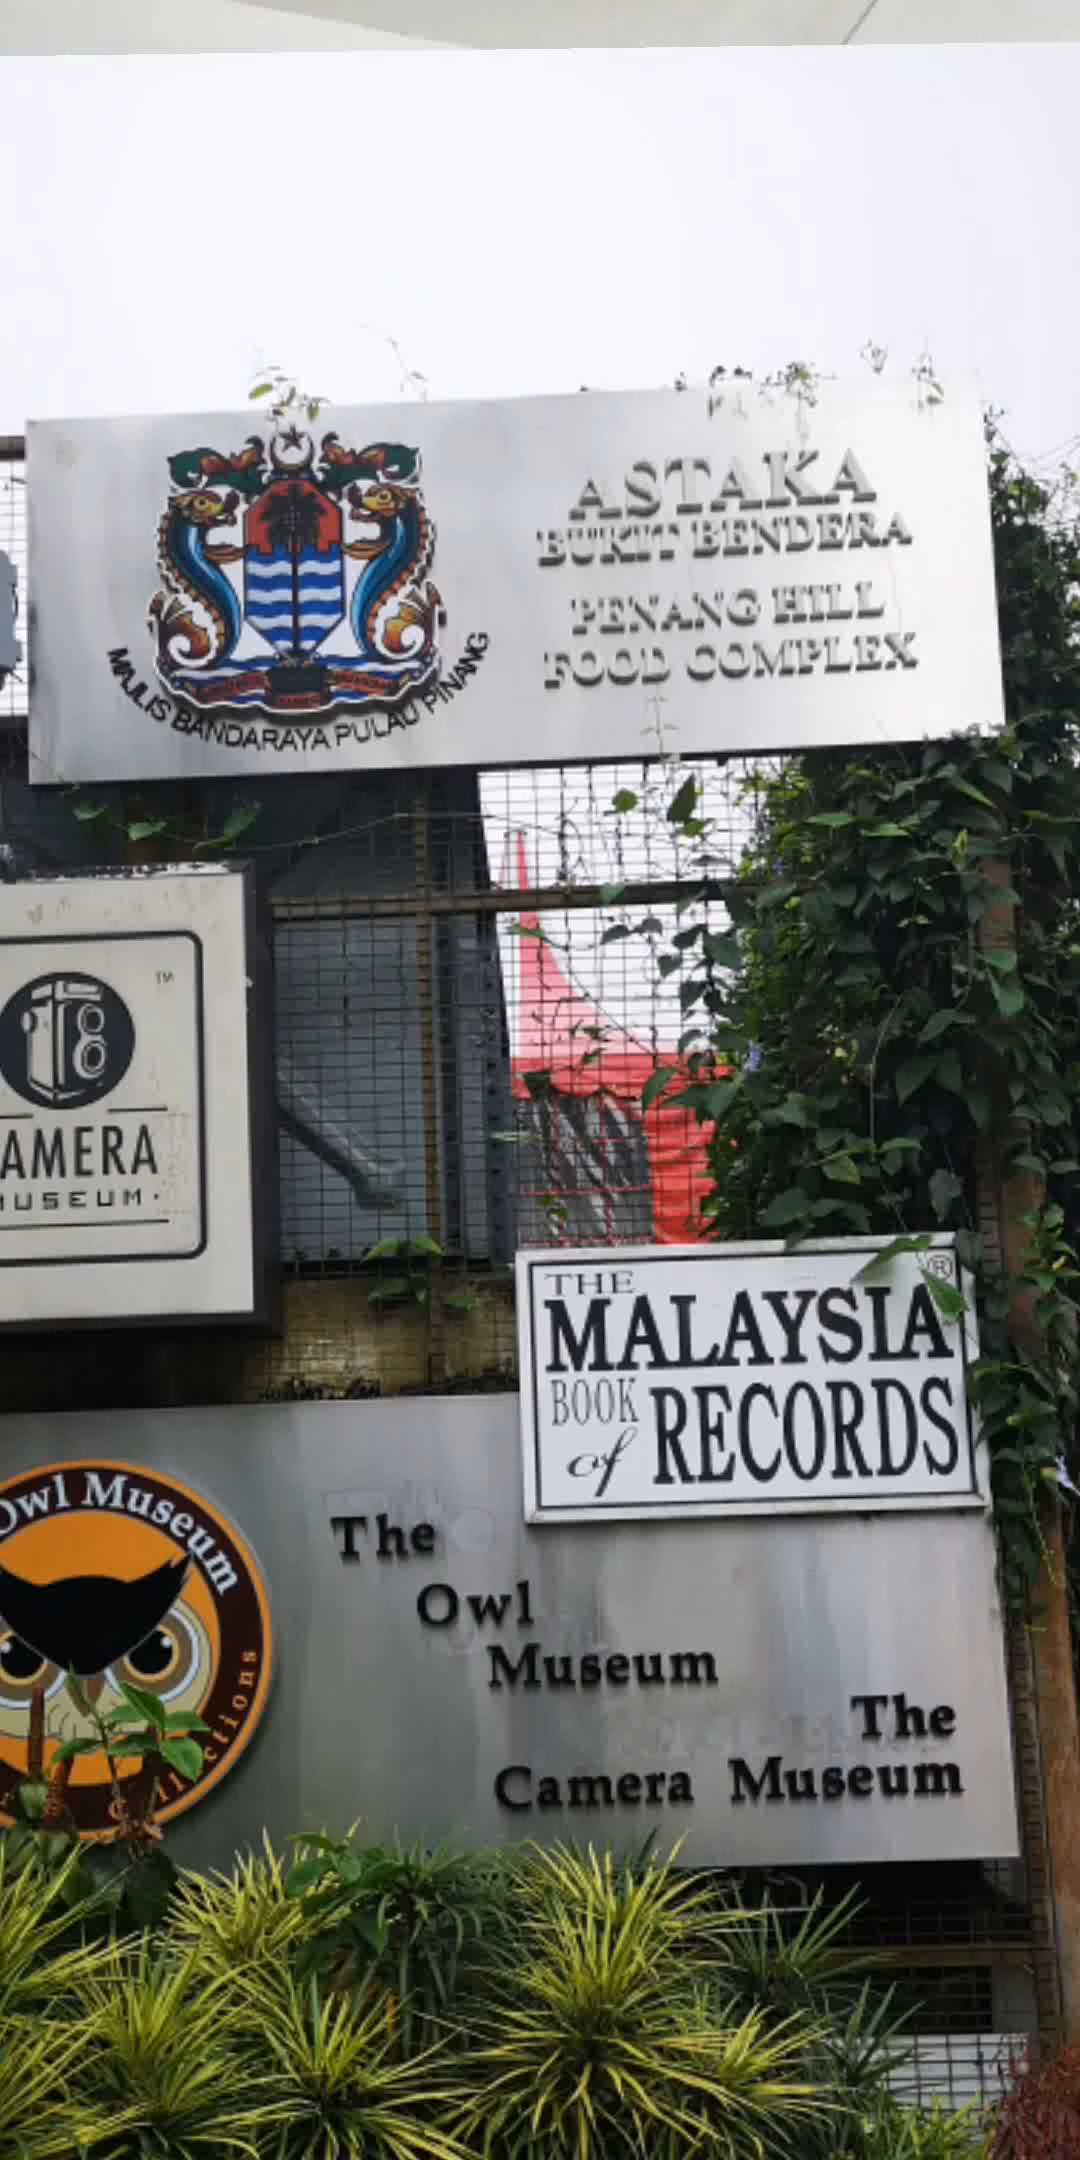 ASTAKA
BUKIT BENDERA
PENANG HILL
FOOD COMPLEX
MAJLIS BANDARAYA PULAU PINANG
TM
AMERA
MUSEUM
THE
MALAYSIA ®
BOOK
of
RECORDS
Owl Museum
The
Owl
Museum
The
Camera Museum